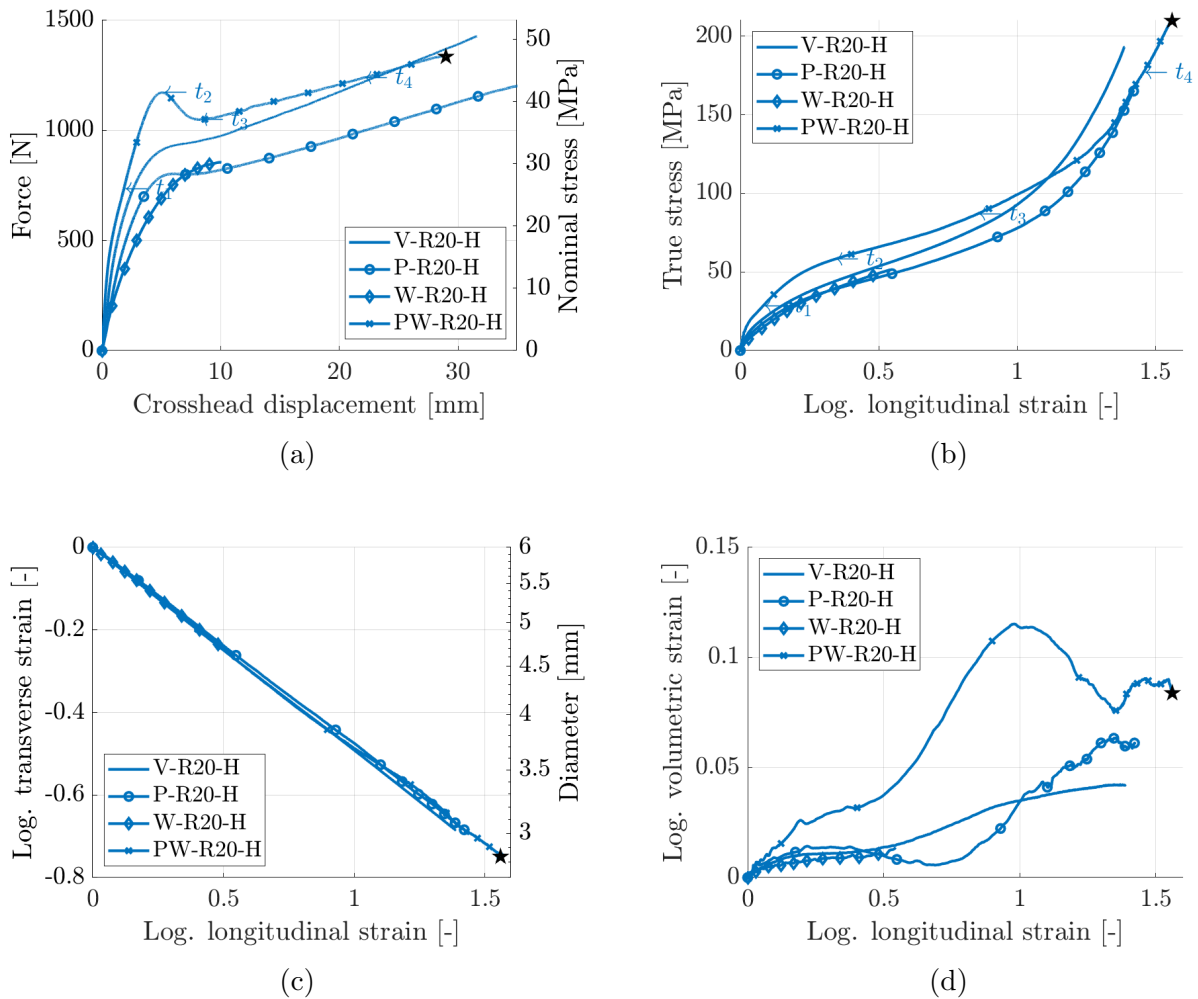 1500
1000
500
0
0
10
20
30
50
40
30
20
10
0
Force [N]
Nominal stress [MPa]
Crosshead displacement [mm]
t₁
t₂
t₃
t₄
V-R20-H
P-R20-H
W-R20-H
PW-R20-H
(a)
200
150
100
50
0
0
0.5
1
1.5
True stress [MPa]
Log. longitudinal strain [-]
t₁
t₂
t₃
t₄
V-R20-H
P-R20-H
W-R20-H
PW-R20-H
(b)
0
-0.2
-0.4
-0.6
-0.8
0
0.5
1
1.5
6
5.5
5
4.5
4
3.5
3
Log. transverse strain [-]
Diameter [mm]
Log. longitudinal strain [-]
V-R20-H
P-R20-H
W-R20-H
PW-R20-H
(c)
0.15
0.1
0.05
0
0
0.5
1
1.5
Log. volumetric strain [-]
Log. longitudinal strain [-]
V-R20-H
P-R20-H
W-R20-H
PW-R20-H
(d)